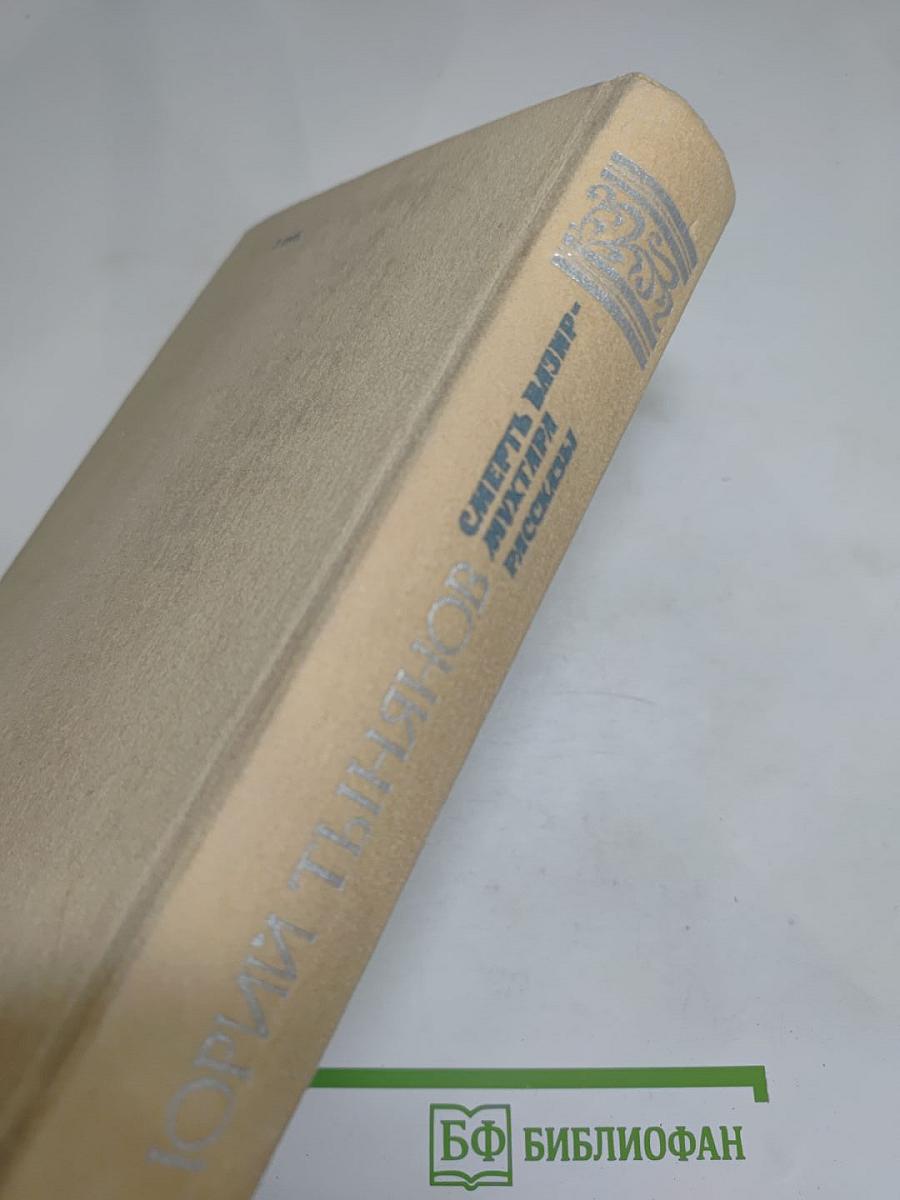 ЮРИЙ ТЫНЯНОВ
СМЕРТЬ ВАЗИР-
МУХТАРА
РАССКАЗЫ
БФ БИБЛИОФАН